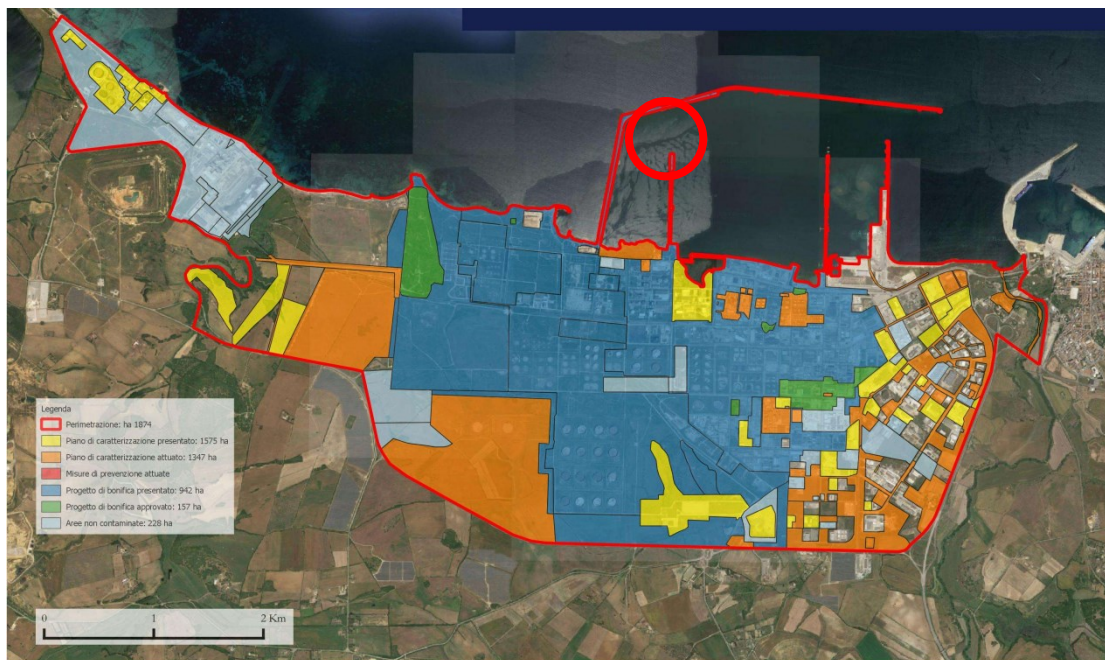 Legenda
Perimetrazione: ha 1874
Piano di caratterizzazione presentato: 1575 ha
Piano di caratterizzazione attuato: 1347 ha
Misure di prevenzione attuate
Progetto di bonifica presentato: 942 ha
Progetto di bonifica approvato: 157 ha
Aree non contaminate: 228 ha
0 1 2 Km